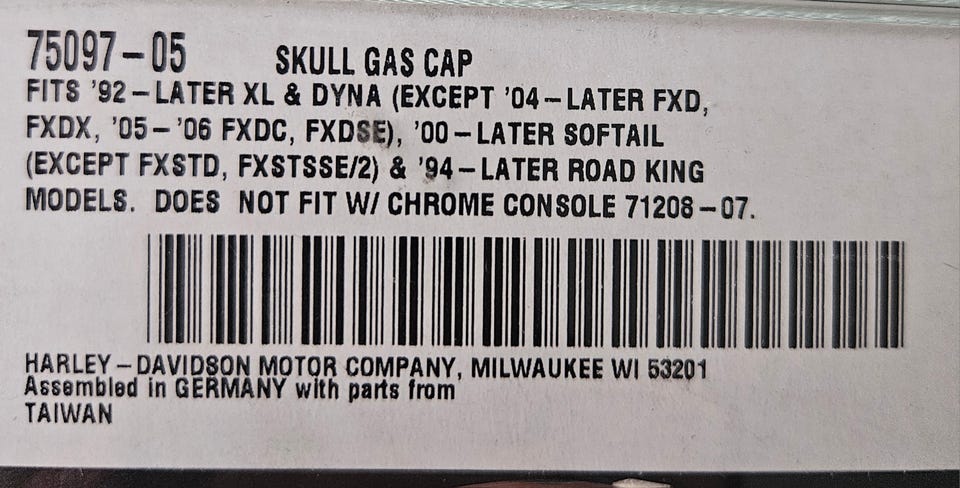 75097-05 SKULL GAS CAP
FITS '92-LATER XL & DYNA (EXCEPT '04-LATER FXD,
FXDX, '05-'06 FXDC, FXDSE), '00-LATER SOFTAIL
(EXCEPT FXSTD, FXSTSSE/2) & '94-LATER ROAD KING
MODELS. DOES NOT FIT W/ CHROME CONSOLE 71208-07.
HARLEY-DAVIDSON MOTOR COMPANY, MILWAUKEE WI 53201
Assembled in GERMANY with parts from
TAIWAN